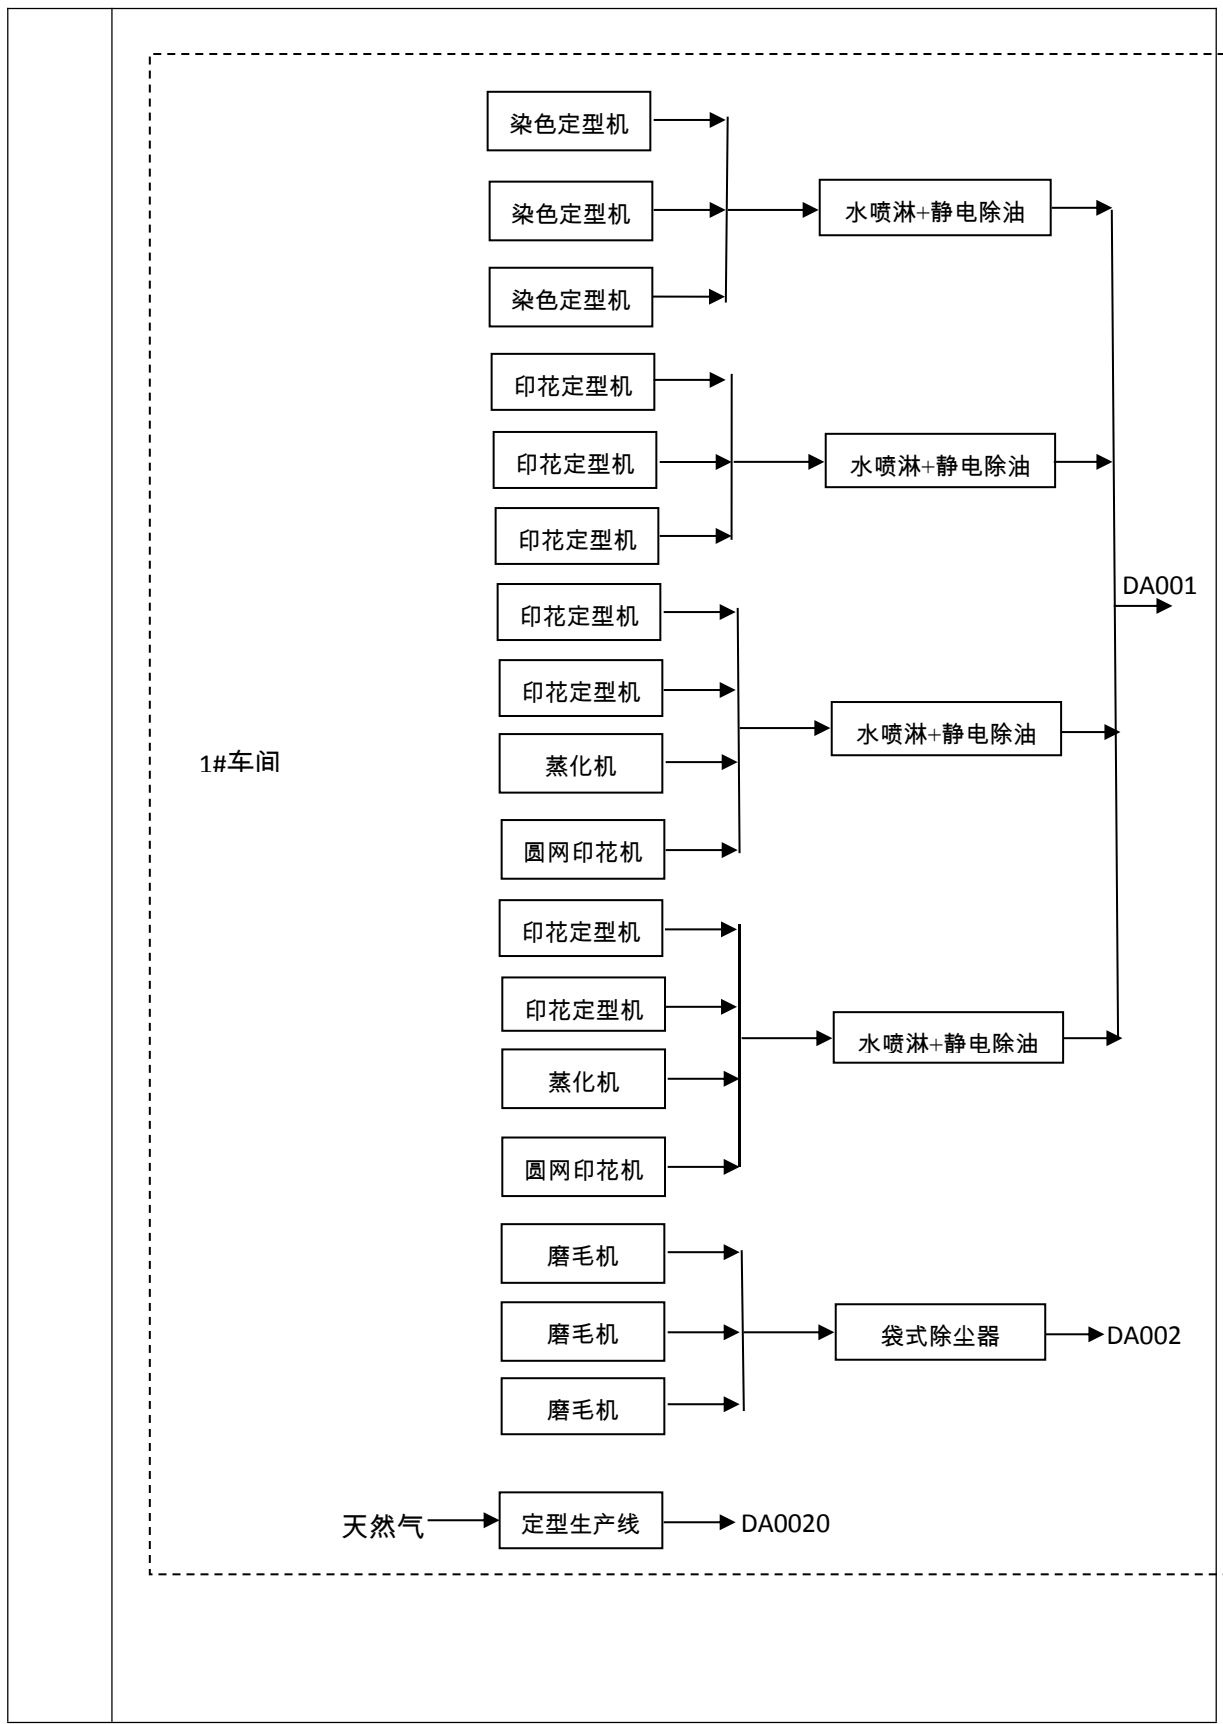 染色定型机
染色定型机
水喷淋+静电除油
染色定型机
印花定型机
印花定型机
水喷淋+静电除油
印花定型机
DA001
印花定型机
印花定型机
水喷淋+静电除油
1#车间
蒸化机
圆网印花机
印花定型机
印花定型机
水喷淋+静电除油
蒸化机
圆网印花机
磨毛机
磨毛机
袋式除尘器
DA002
磨毛机
天然气
定型生产线
DA0020